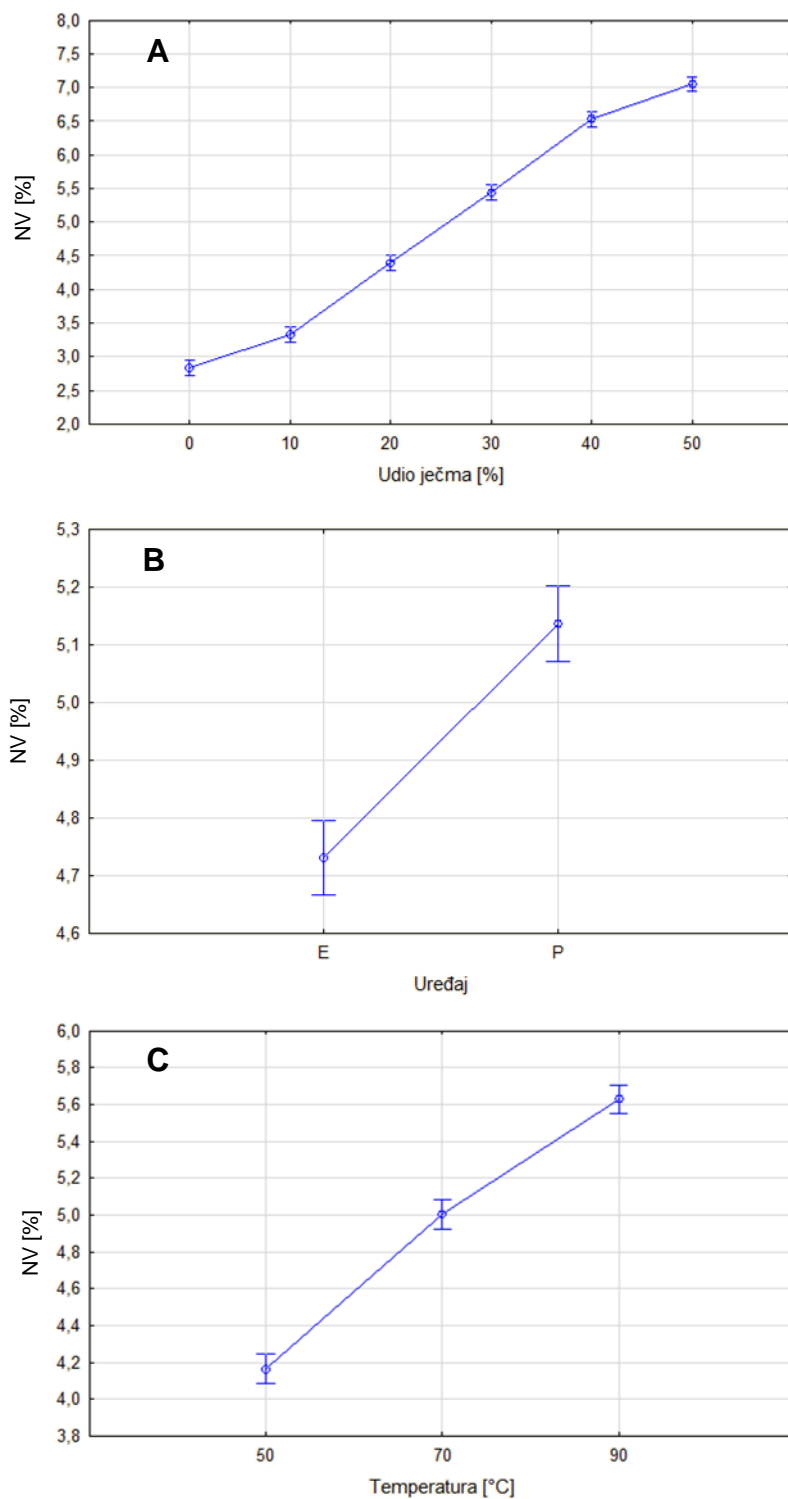 A
8,0
7,5
7,0
6,5
6,0
5,5
5,0
4,5
4,0
3,5
3,0
2,5
2,0
NV [%]
0 10 20 30 40 50
Udio ječma [%]
B
5,3
5,2
5,1
5,0
4,9
4,8
4,7
4,6
NV [%]
E P
Uređaj
C
6,0
5,8
5,6
5,4
5,2
5,0
4,8
4,6
4,4
4,2
4,0
3,8
NV [%]
50 70 90
Temperatura [°C]